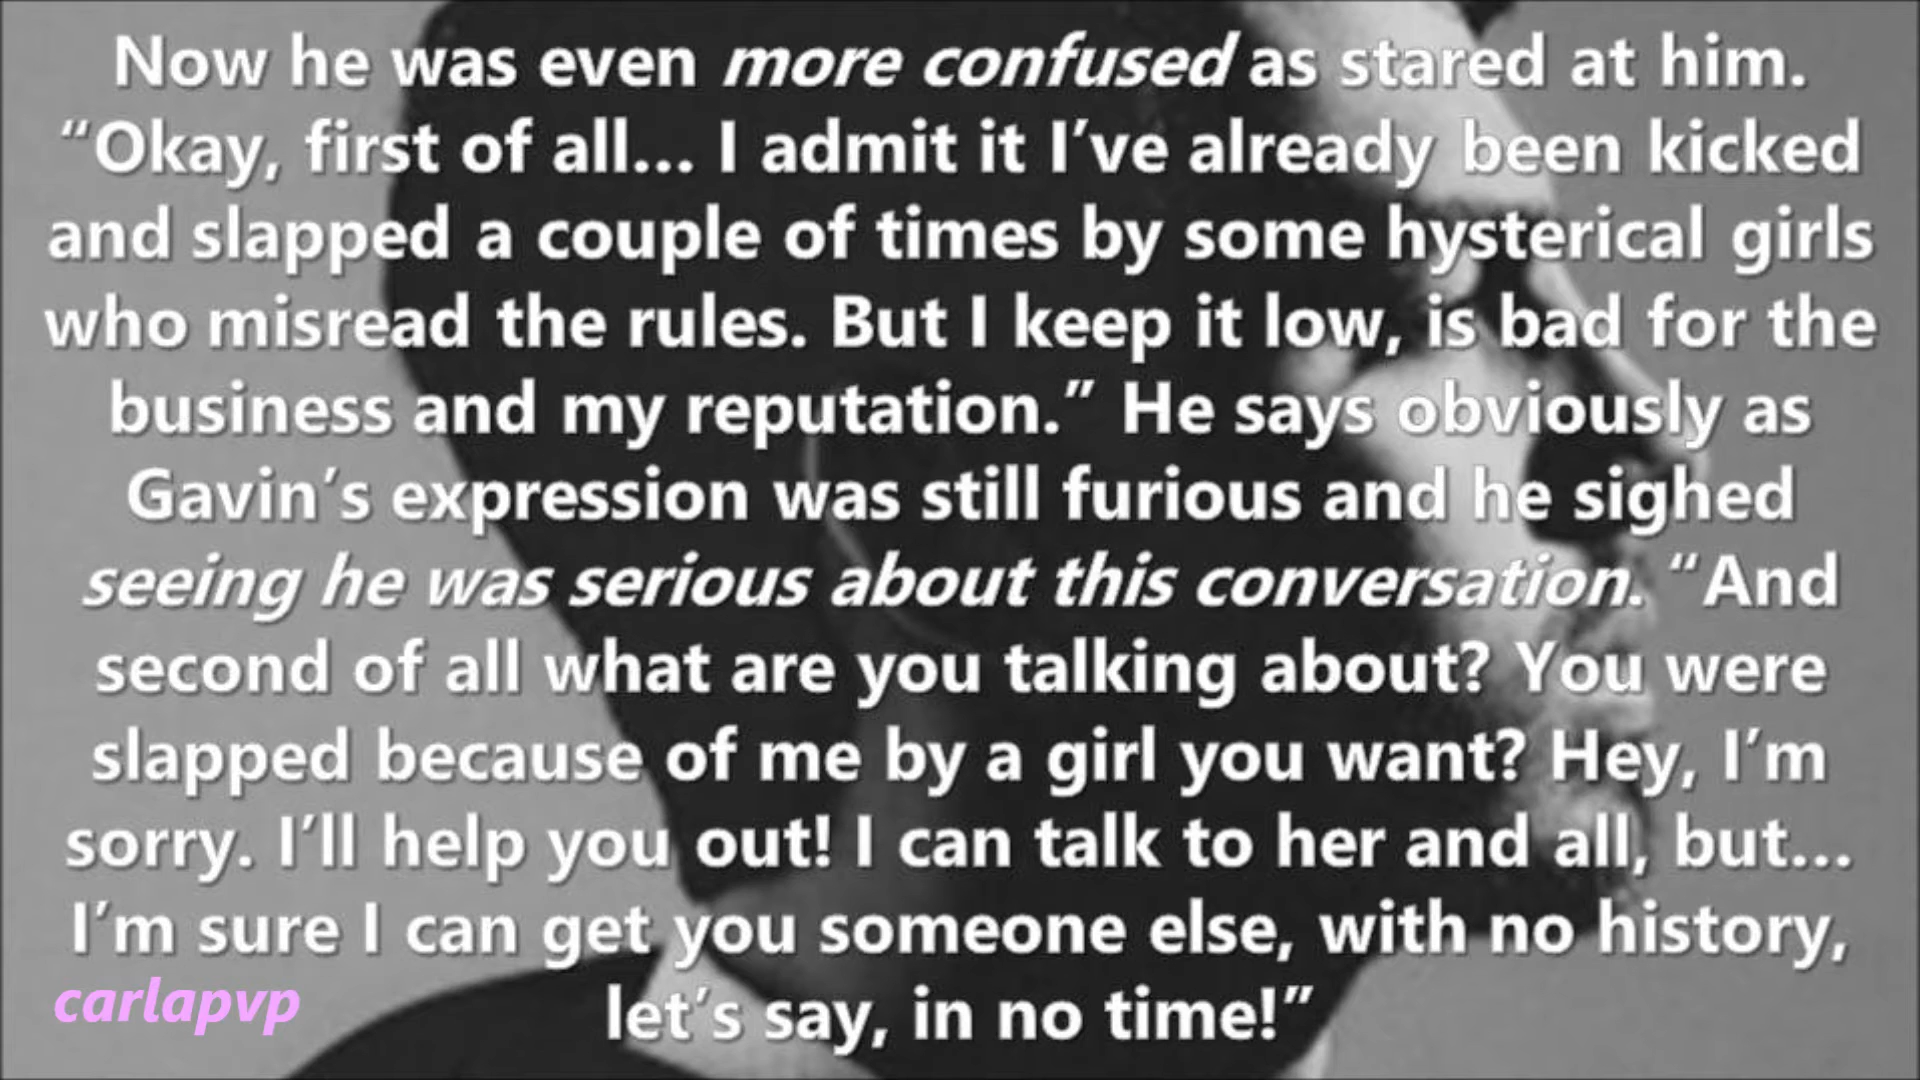 Now he was even more confused as stared at him.
“Okay, first of all... I admit it I’ve already been kicked
and slapped a couple of times by some hysterical girls
who misread the rules. But I keep it low, is bad for the
business and my reputation.” He says obviously as
Gavin’s expression was still furious and he sighed
seeing he was serious about this conversation. “And
second of all what are you talking about? You were
slapped because of me by a girl you want? Hey, I’m
sorry. I’ll help you out! I can talk to her and all, but...
I’m sure I can get you someone else, with no history,
let’s say, in no time!”
carlapvp